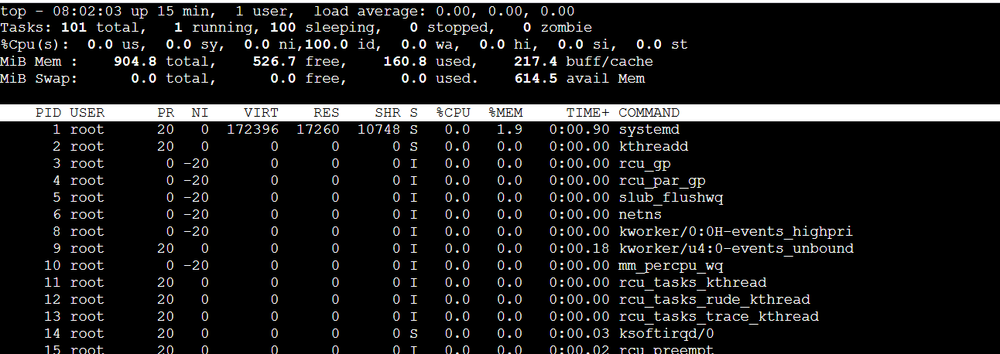 top - 08:02:03 up 15 min,  1 user,  load average: 0.00, 0.00, 0.00
Tasks: 101 total,   1 running, 100 sleeping,   0 stopped,   0 zombie
%Cpu(s):  0.0 us,  0.0 sy,  0.0 ni,100.0 id,  0.0 wa,  0.0 hi,  0.0 si,  0.0 st
MiB Mem :    904.8 total,    526.7 free,    160.8 used,    217.4 buff/cache
MiB Swap:      0.0 total,      0.0 free,      0.0 used.    614.5 avail Mem
PID USER      PR  NI    VIRT    RES    SHR S  %CPU  %MEM     TIME+ COMMAND
1 root      20   0  172396  17260  10748 S   0.0   1.9   0:00.90 systemd
2 root      20   0       0      0      0 S   0.0   0.0   0:00.00 kthreadd
3 root       0 -20       0      0      0 I   0.0   0.0   0:00.00 rcu_gp
4 root       0 -20       0      0      0 I   0.0   0.0   0:00.00 rcu_par_gp
5 root       0 -20       0      0      0 I   0.0   0.0   0:00.00 slub_flushwq
6 root       0 -20       0      0      0 I   0.0   0.0   0:00.00 netns
8 root       0 -20       0      0      0 I   0.0   0.0   0:00.00 kworker/0:0H-events_highpri
9 root      20   0       0      0      0 I   0.0   0.0   0:00.18 kworker/u4:0-events_unbound
10 root       0 -20       0      0      0 I   0.0   0.0   0:00.00 mm_percpu_wq
11 root      20   0       0      0      0 I   0.0   0.0   0:00.00 rcu_tasks_kthread
12 root      20   0       0      0      0 I   0.0   0.0   0:00.00 rcu_tasks_rude_kthread
13 root      20   0       0      0      0 I   0.0   0.0   0:00.00 rcu_tasks_trace_kthread
14 root      20   0       0      0      0 S   0.0   0.0   0:00.03 ksoftirqd/0
15 root      20   0       0      0      0 I   0.0   0.0   0:00.02 rcu_preempt